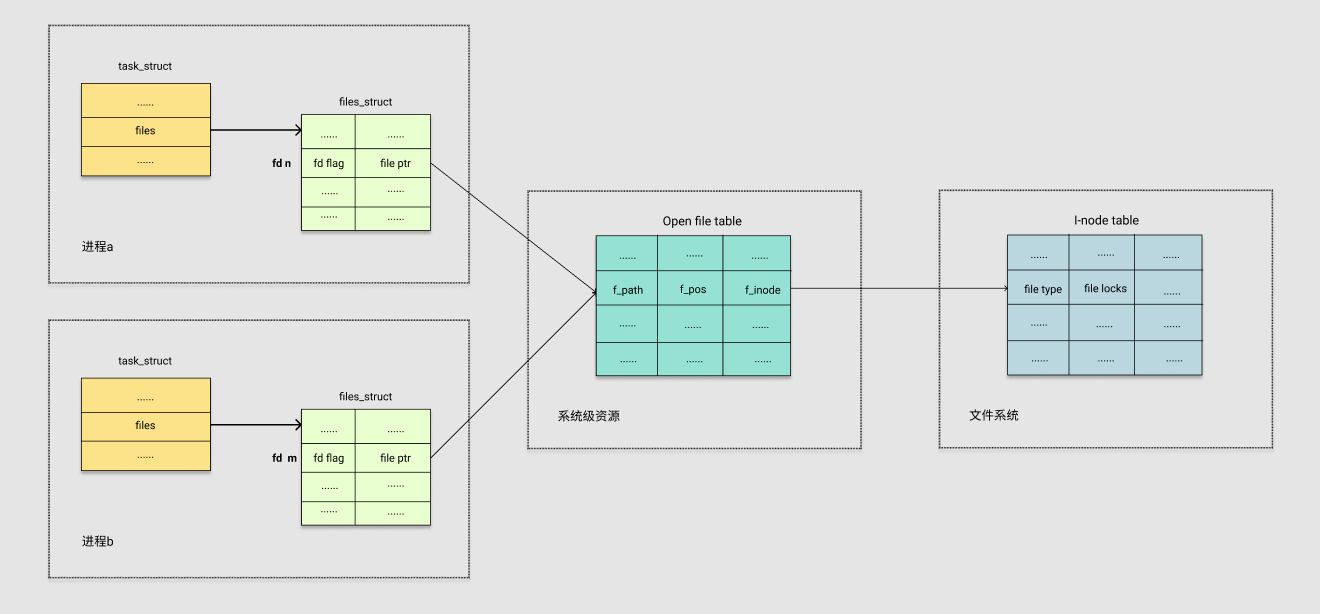 task_struct
......
files
......
files_struct
...... ......
fd n fd flag file ptr
...... ......
...... ......
进程a
task_struct
......
files
......
files_struct
...... ......
fd m fd flag file ptr
...... ......
...... ......
进程b
Open file table
...... ...... ......
f_path f_pos f_inode
...... ...... ......
...... ...... ......
系统级资源
I-node table
...... ...... ......
file type file locks ......
...... ...... ......
...... ...... ......
文件系统